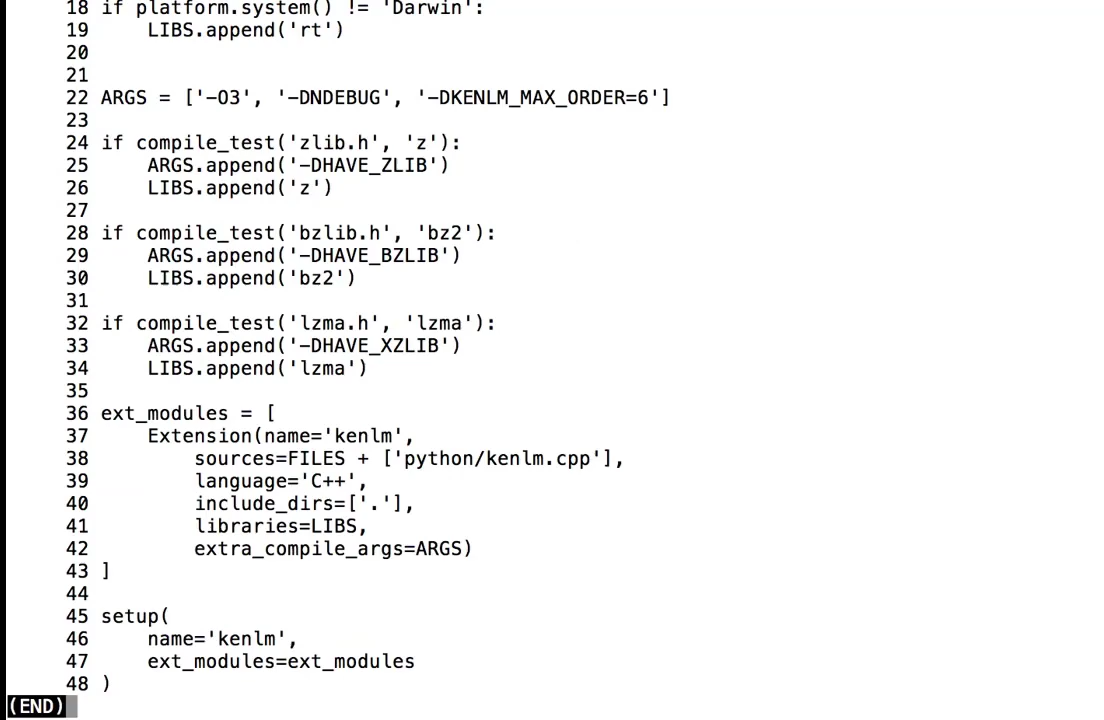 18 if platform.system() != 'Darwin':
19     LIBS.append('rt')
20
21
22 ARGS = ['-O3', '-DNDEBUG', '-DKENLM_MAX_ORDER=6']
23
24 if compile_test('zlib.h', 'z'):
25     ARGS.append('-DHAVE_ZLIB')
26     LIBS.append('z')
27
28 if compile_test('bzlib.h', 'bz2'):
29     ARGS.append('-DHAVE_BZLIB')
30     LIBS.append('bz2')
31
32 if compile_test('lzma.h', 'lzma'):
33     ARGS.append('-DHAVE_XZLIB')
34     LIBS.append('lzma')
35
36 ext_modules = [
37     Extension(name='kenlm',
38         sources=FILES + ['python/kenlm.cpp'],
39         language='C++',
40         include_dirs=['.'],
41         libraries=LIBS,
42         extra_compile_args=ARGS)
43 ]
44
45 setup(
46     name='kenlm',
47     ext_modules=ext_modules
48 )
(END)